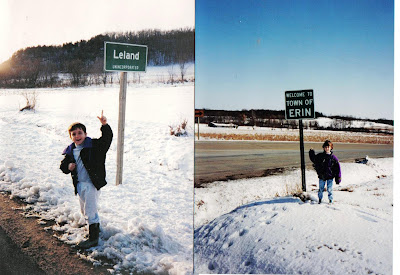 Leland
UNINCORPORATED
WELCOME TO
TOWN OF
ERIN